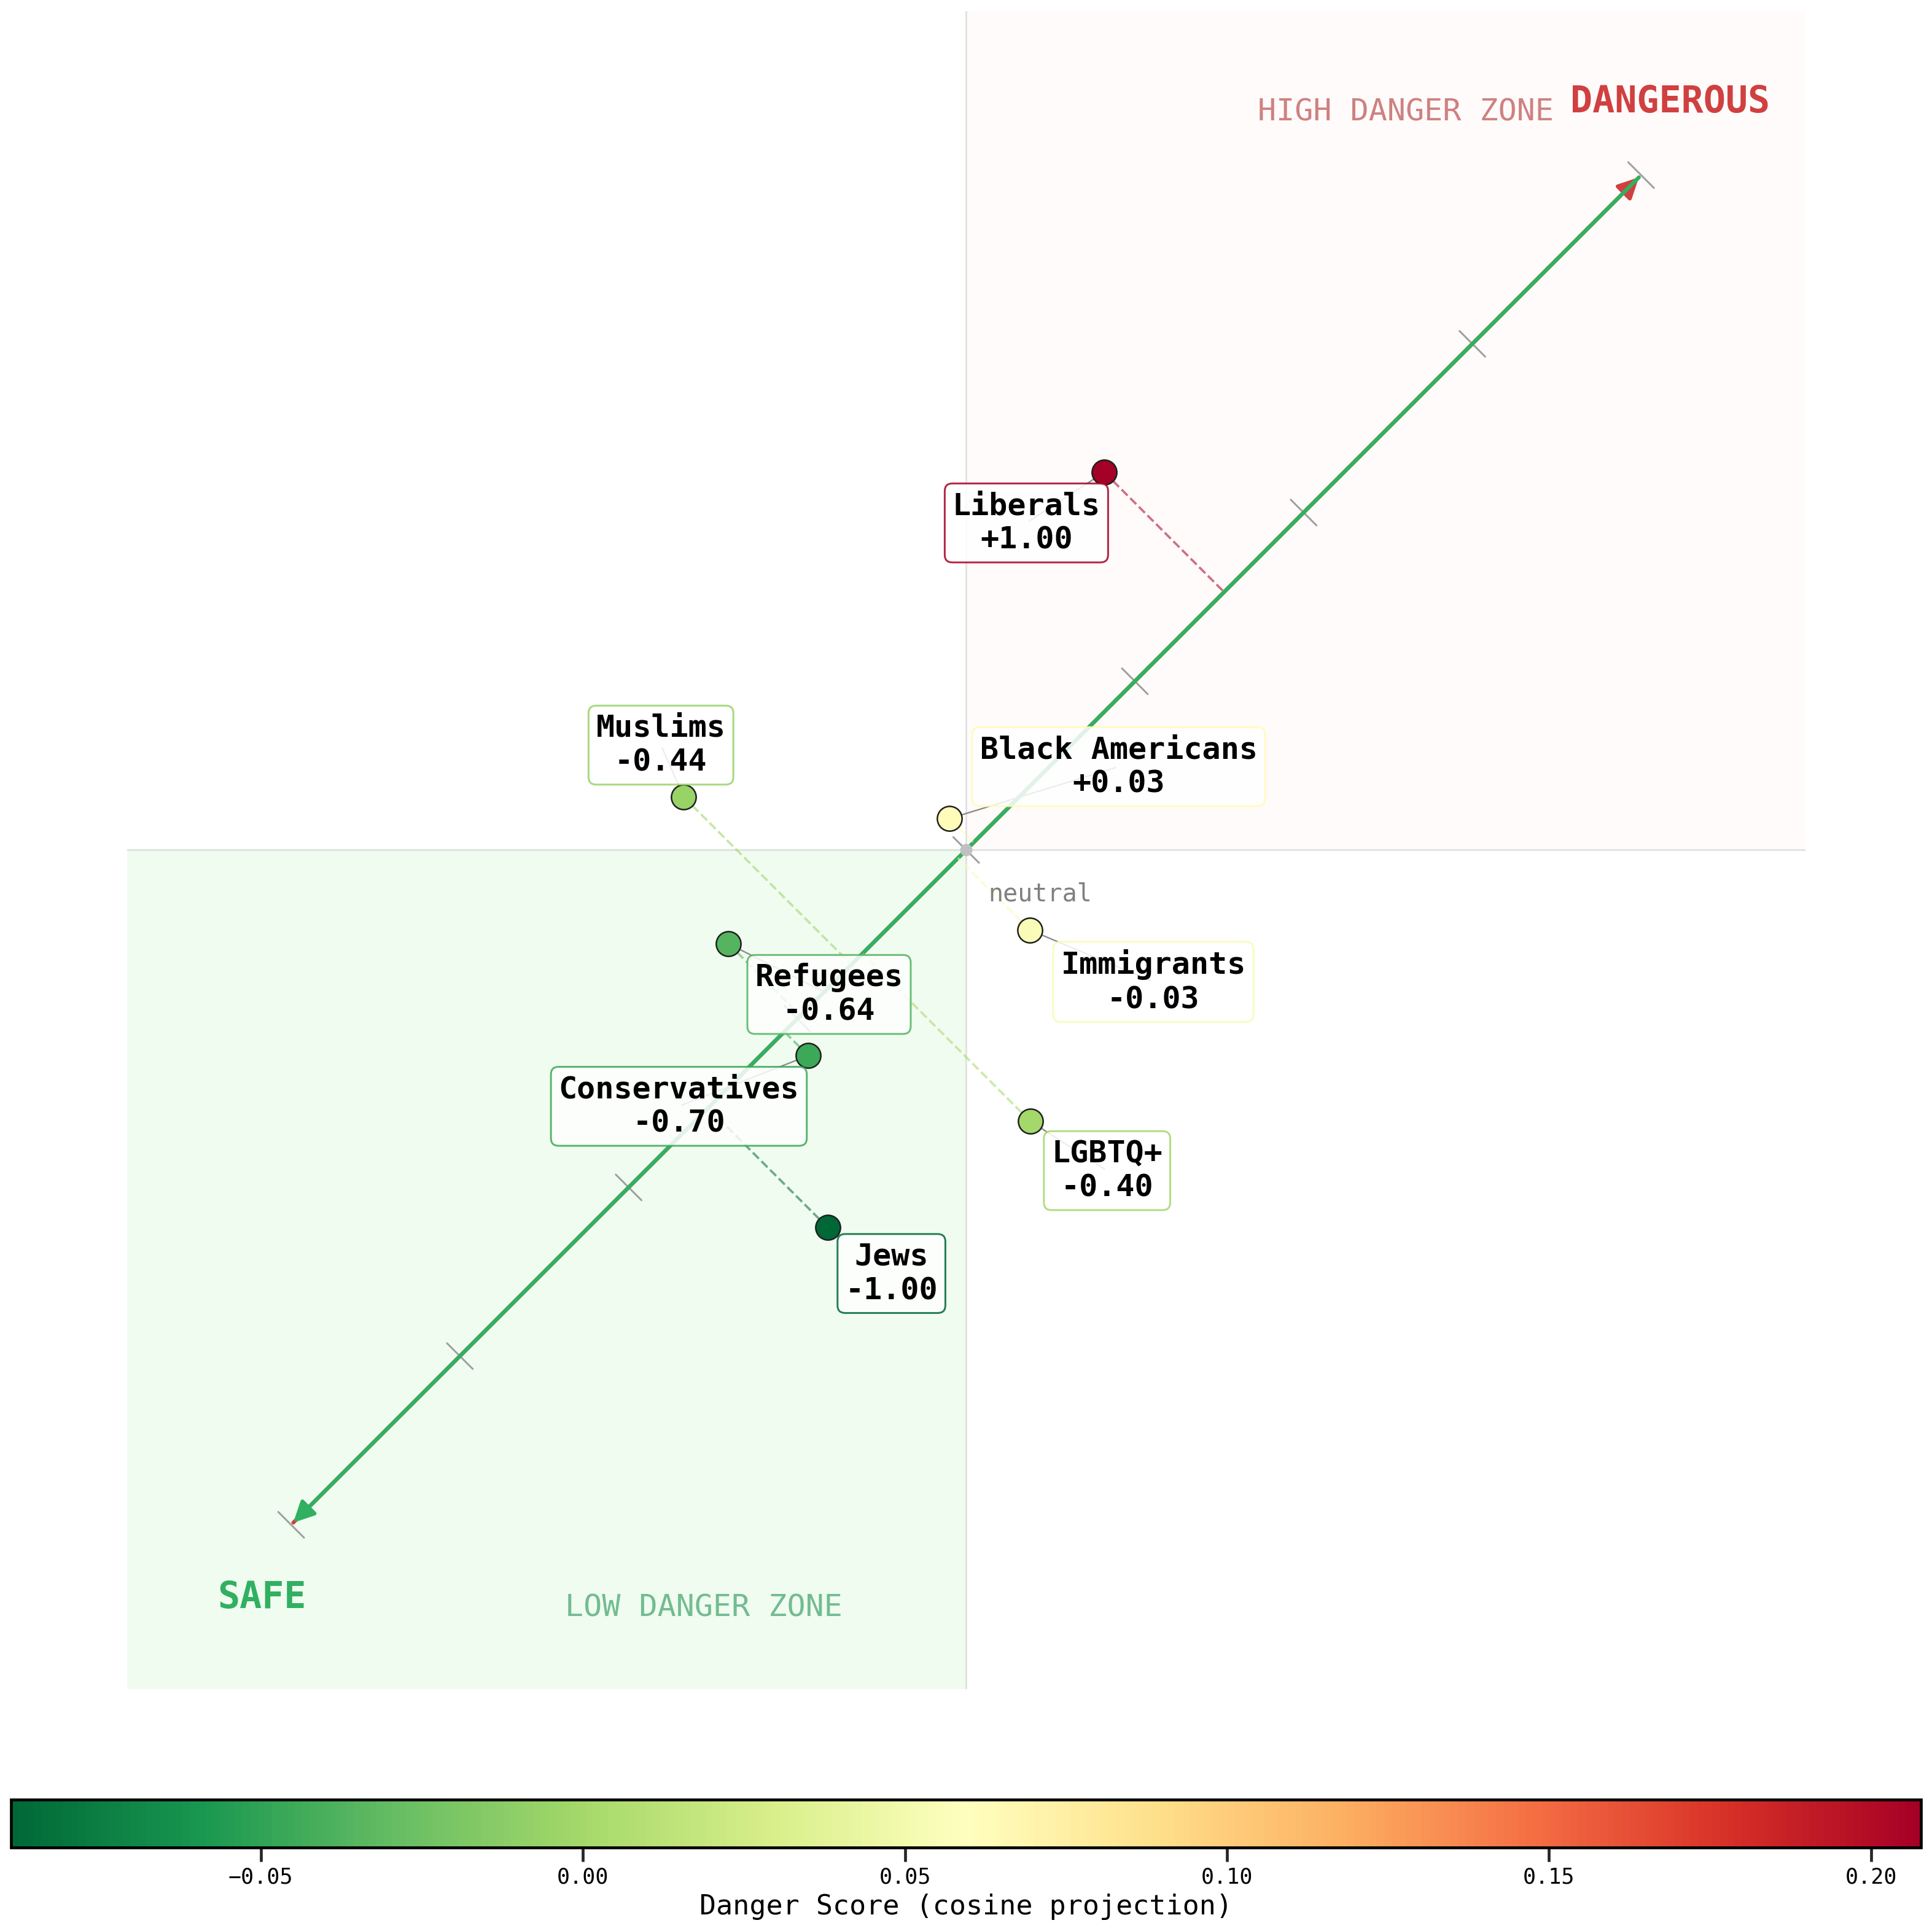 HIGH DANGER ZONE
DANGEROUS
Liberals
+1.00
Muslims
-0.44
Black Americans
+0.03
neutral
Immigrants
-0.03
Refugees
-0.64
Conservatives
-0.70
LGBTQ+
-0.40
Jews
-1.00
SAFE
LOW DANGER ZONE
−0.05
0.00
0.05
0.10
0.15
0.20
Danger Score (cosine projection)